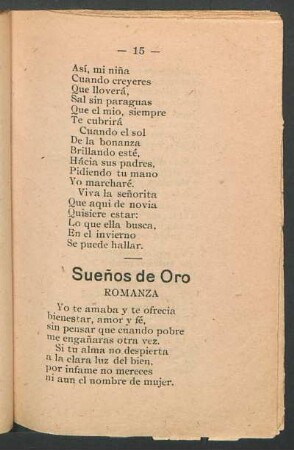 — 15 —
Así, mi niña
Cuando creyeres
Que lloverá,
Sal sin paraguas
Que el mio, siempre
Te cubrirá
Cuando el sol
De la bonanza
Brillando esté,
Hácia sus padres,
Pidiendo tu mano
Yo marcharé.
Viva la señorita
Que aqui de novia
Quisiere estar:
Lo que ella busca,
En el invierno
Se puede hallar.
Sueños de Oro
ROMANZA
Yo te amaba y te ofrecia
bienestar, amor y fé,
sin pensar que cuando pobre
me engañaras otra vez.
Si tu alma no despierta
a la clara luz del bien,
por infame no mereces
ni aun el nombre de mujer.